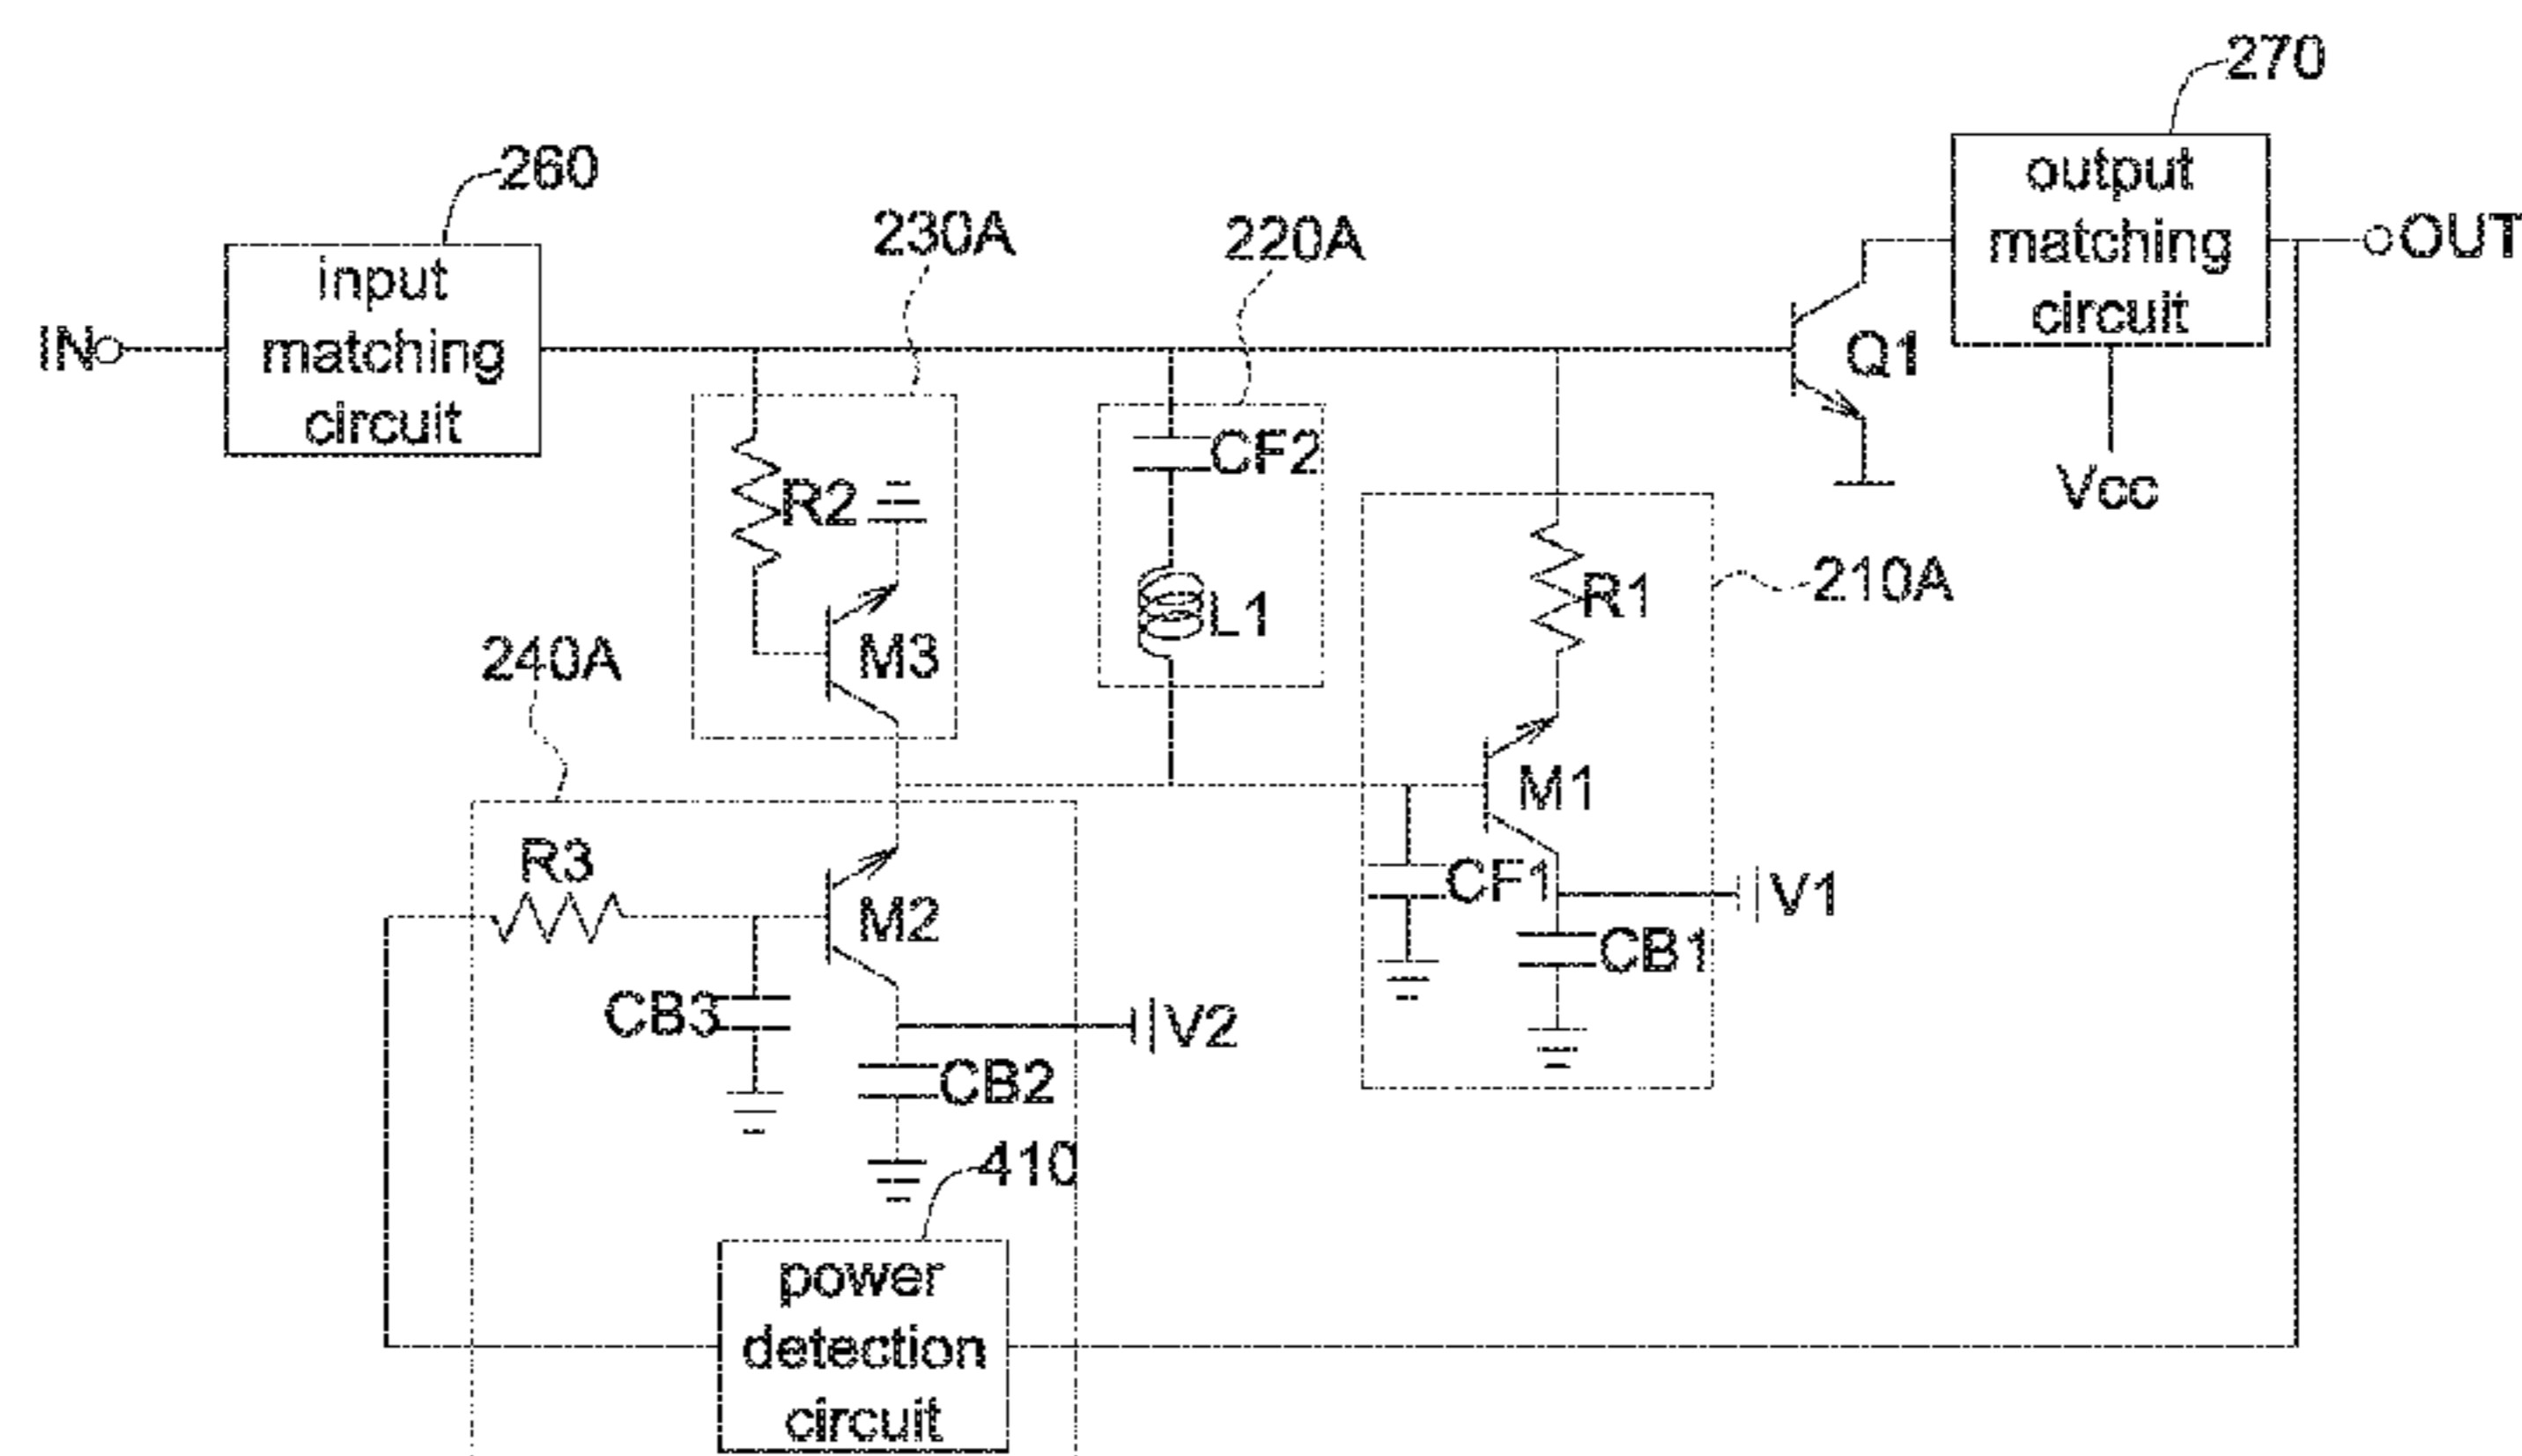 270
260
output
matching
circuit
230A
220A
OUT
input
matching
circuit
IN
Q1
CF2
Vcc
R2
R1
210A
L1
M3
240A
M1
R3
CF1
V1
M2
CB1
CB3
V2
CB2
410
power
detection
circuit